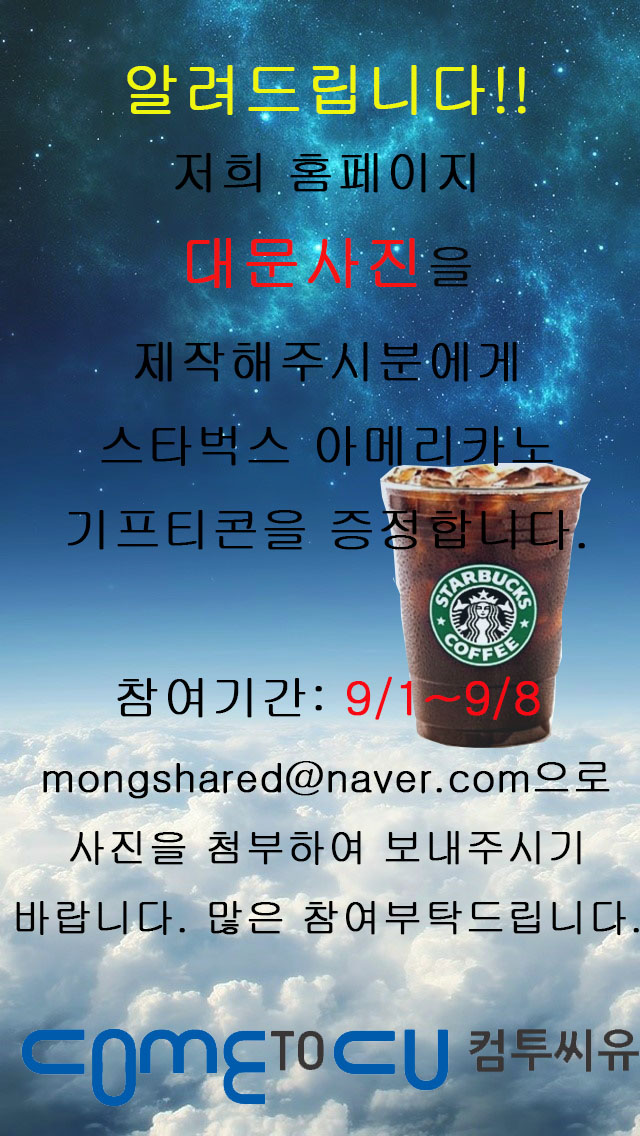 알려드립니다!!
저희 홈페이지
대문사진을
제작해주시분에게
스타벅스 아메리카노
기프티콘을 증정합니다.
STARBUCKS
COFFEE
참여기간: 9/1~9/8
mongshared@naver.com으로
사진을 첨부하여 보내주시기
바랍니다. 많은 참여부탁드립니다.
COMETOCU 컴투씨유